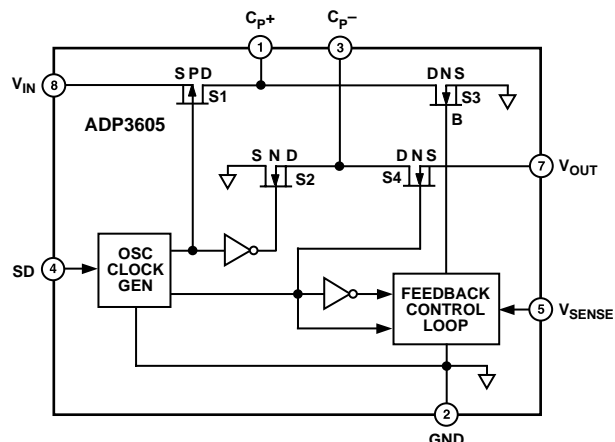 CP+ CP–
1 3
VIN 8 S P D S1 D N S S3
ADP3605 B
S N D S2 D N S S4 7 VOUT
SD 4 OSC CLOCK GEN
FEEDBACK CONTROL LOOP 5 VSENSE
2
GND